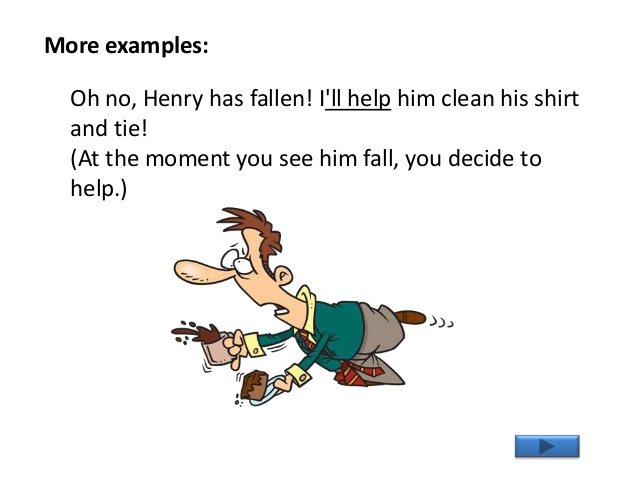 More examples:
Oh no, Henry has fallen! I'll help him clean his shirt
and tie!
(At the moment you see him fall, you decide to
help.)